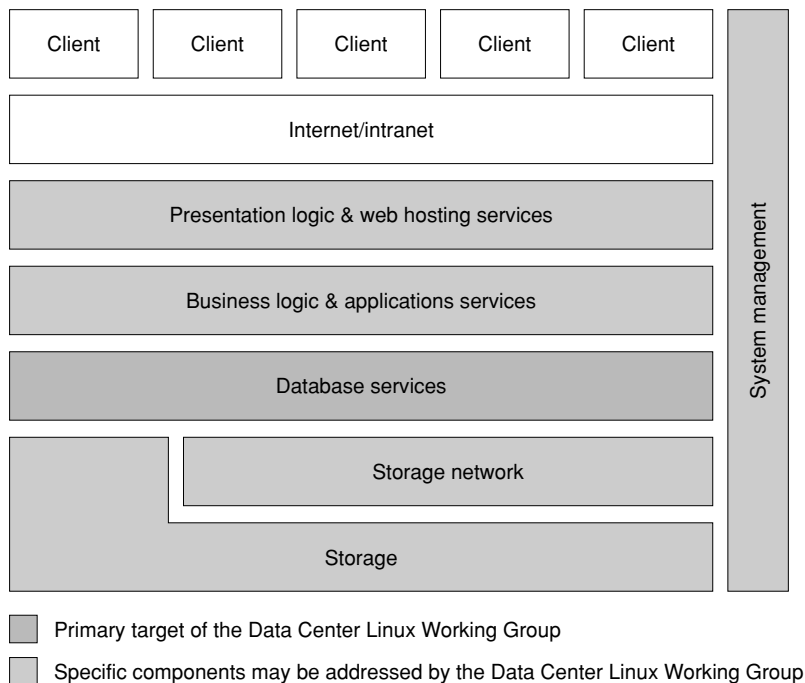 Client
Client
Client
Client
Client
Internet/intranet
Presentation logic & web hosting services
Business logic & applications services
Database services
Storage network
Storage
System management
Primary target of the Data Center Linux Working Group
Specific components may be addressed by the Data Center Linux Working Group